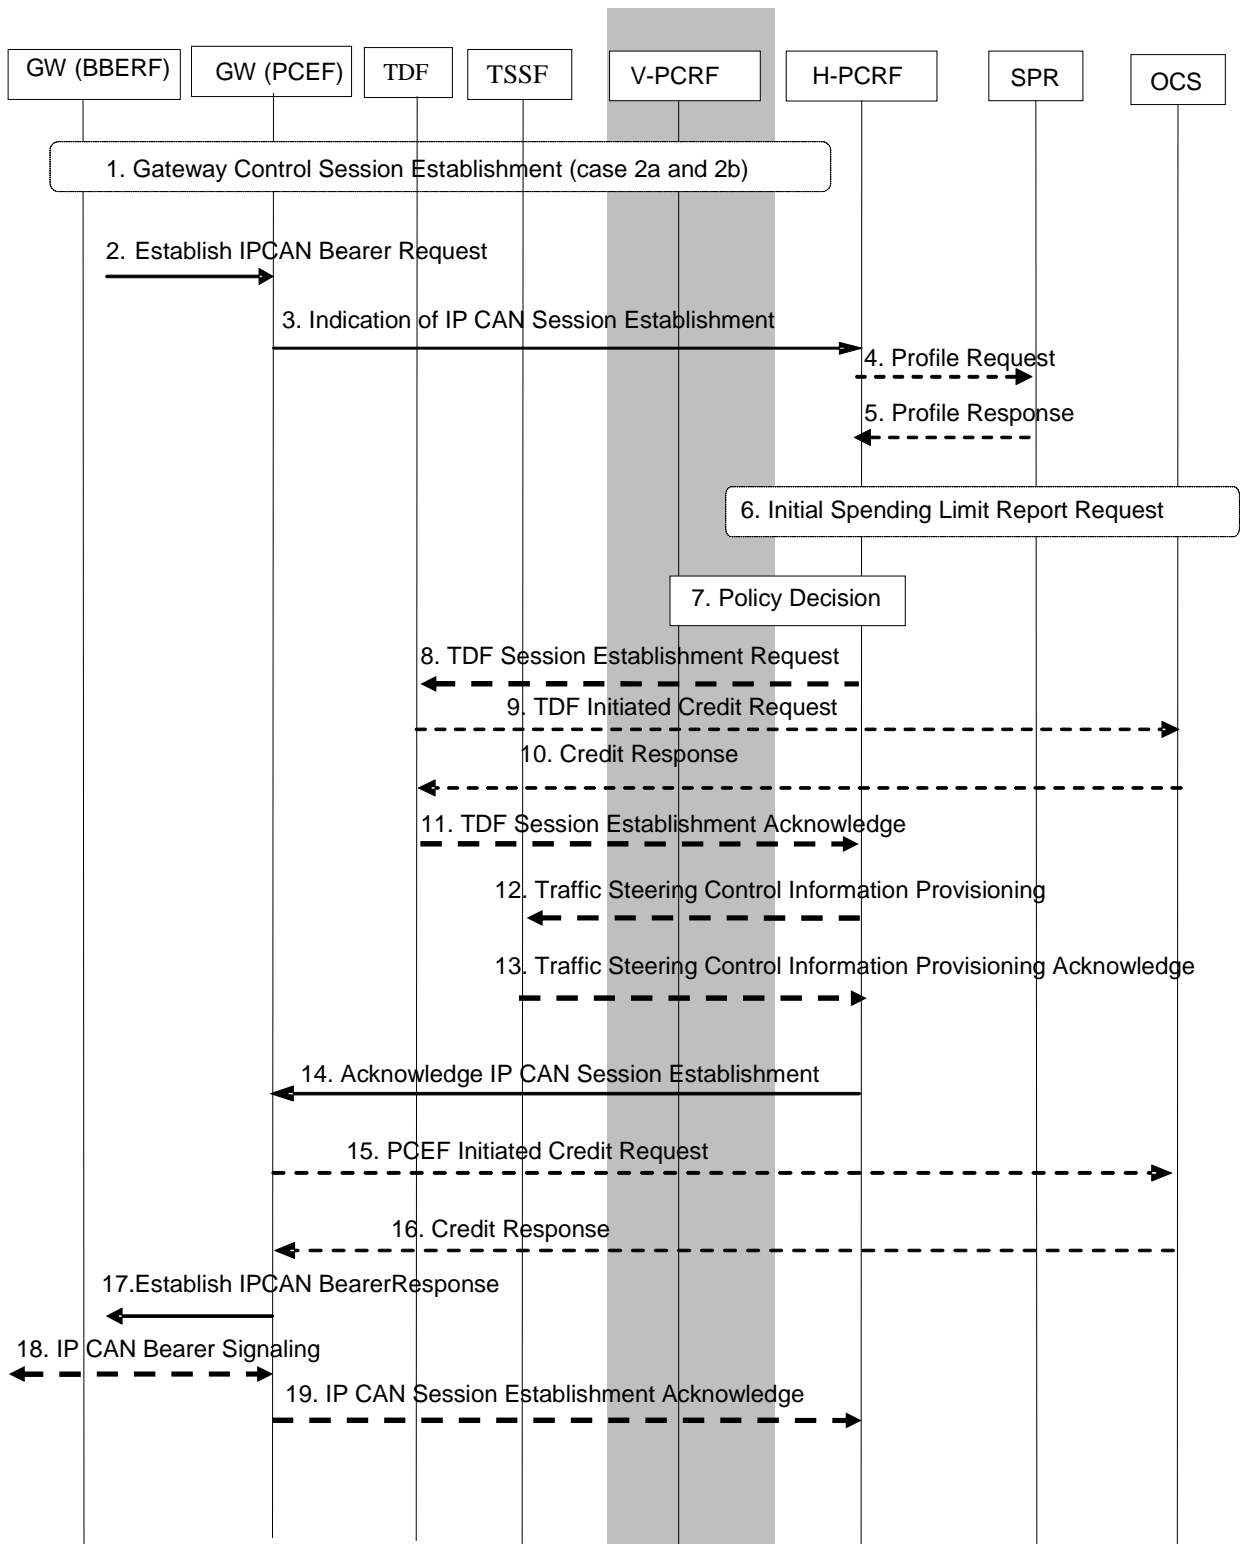 GW (BBERF)
GW (PCEF)
TDF
TSSF
V-PCRF
H-PCRF
SPR
OCS
1. Gateway Control Session Establishment (case 2a and 2b)
2. Establish IPCAN Bearer Request
3. Indication of IP CAN Session Establishment
4. Profile Request
5. Profile Response
6. Initial Spending Limit Report Request
7. Policy Decision
8. TDF Session Establishment Request
9. TDF Initiated Credit Request
10. Credit Response
11. TDF Session Establishment Acknowledge
12. Traffic Steering Control Information Provisioning
13. Traffic Steering Control Information Provisioning Acknowledge
14. Acknowledge IP CAN Session Establishment
15. PCEF Initiated Credit Request
16. Credit Response
17.Establish IPCAN BearerResponse
18. IP CAN Bearer Signaling
19. IP CAN Session Establishment Acknowledge